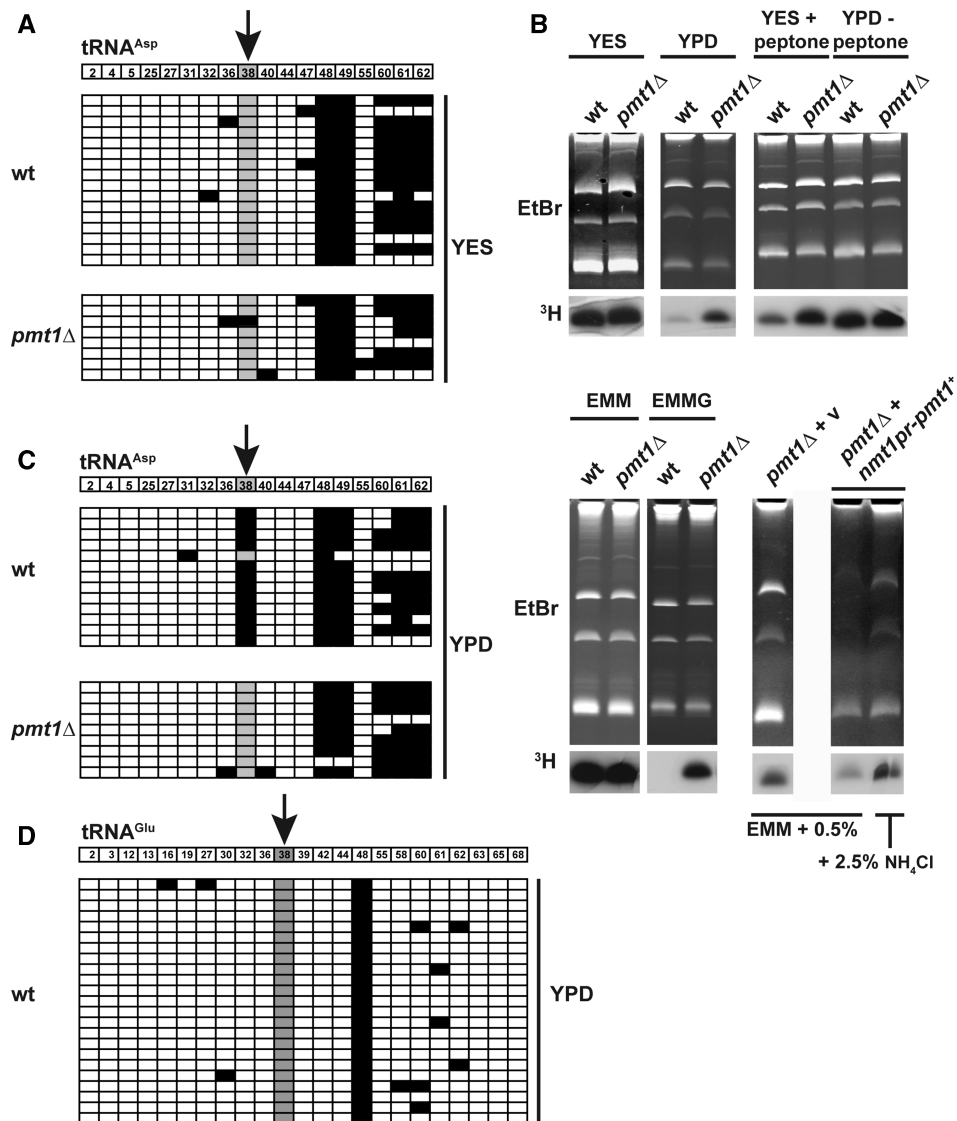 A
tRNAAsp
2 4 5 25 27 31 32 36 38 40 44 47 48 49 55 60 61 62
wt
pmt1Δ
YES
B
YES YPD YES + peptone YPD - peptone
wt pmt1Δ wt pmt1Δ wt pmt1Δ wt pmt1Δ
EtBr
3H
EMM EMMG
wt pmt1Δ wt pmt1Δ pmt1Δ + v pmt1Δ + nmt1pr-pmt1+
EtBr
3H
EMM + 0.5%
+ 2.5% NH4Cl
C
tRNAAsp
2 4 5 25 27 31 32 36 38 40 44 47 48 49 55 60 61 62
wt
pmt1Δ
YPD
D
tRNAGlu
2 3 12 13 16 19 27 30 32 36 38 39 42 44 48 55 58 60 61 62 63 65 68
wt
YPD